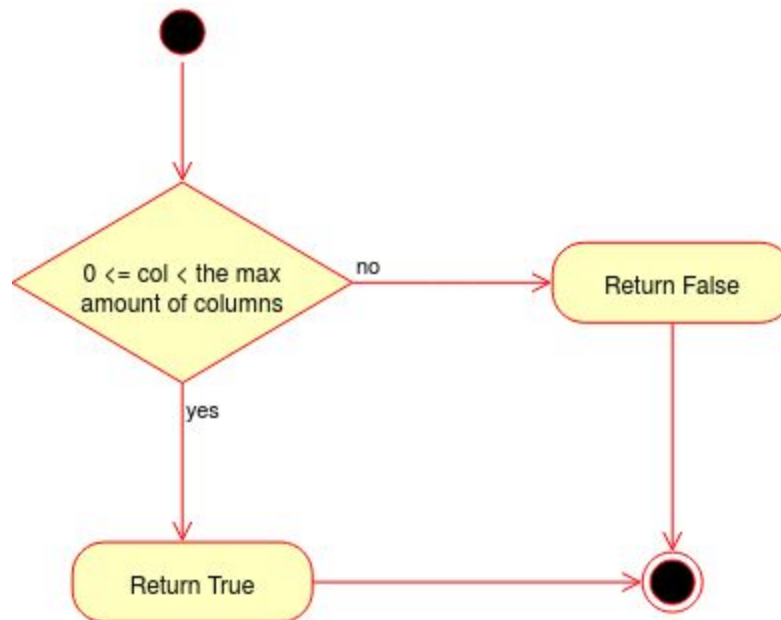 0 <= col < the max
amount of columns
no
Return False
yes
Return True